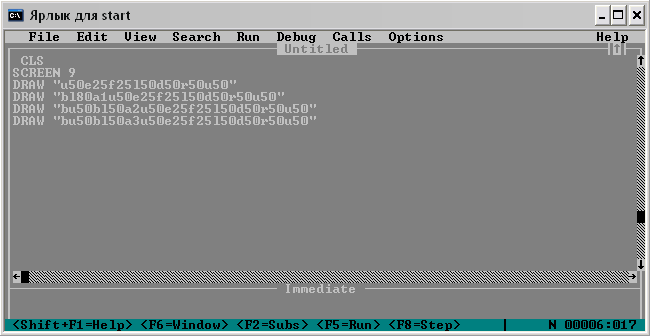 Ярлык для start
File Edit View Search Run Debug Calls Options Help
Untitled
CLS
SCREEN 9
DRAW "u50e25f25l50d50r50u50"
DRAW "bl80a1u50e25f25l50d50r50u50"
DRAW "bu50bl50a2u50e25f25l50d50r50u50"
DRAW "bu50bl50a3u50e25f25l50d50r50u50"
Immediate
<Shift+F1=Help> <F6=Window> <F2=Subs> <F5=Run> <F8=Step> N 00006:017